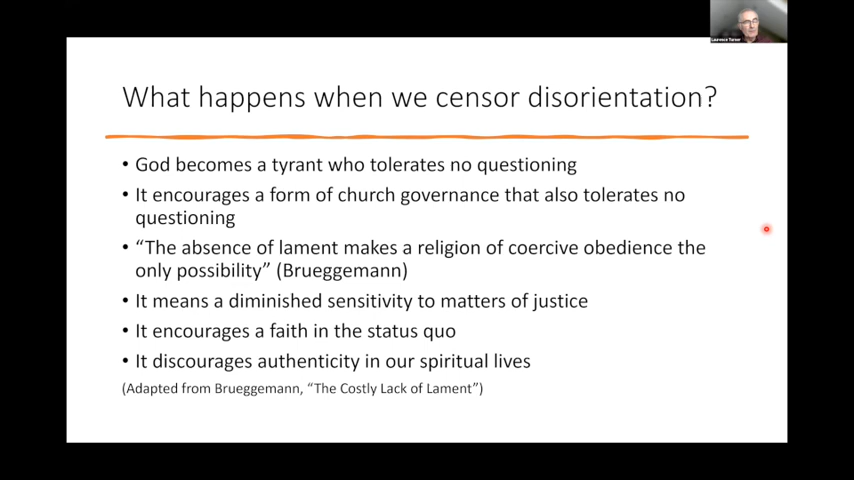 Laurence Turner
What happens when we censor disorientation?
• God becomes a tyrant who tolerates no questioning
• It encourages a form of church governance that also tolerates no
questioning
• “The absence of lament makes a religion of coercive obedience the
only possibility” (Brueggemann)
• It means a diminished sensitivity to matters of justice
• It encourages a faith in the status quo
• It discourages authenticity in our spiritual lives
(Adapted from Brueggemann, “The Costly Lack of Lament”)